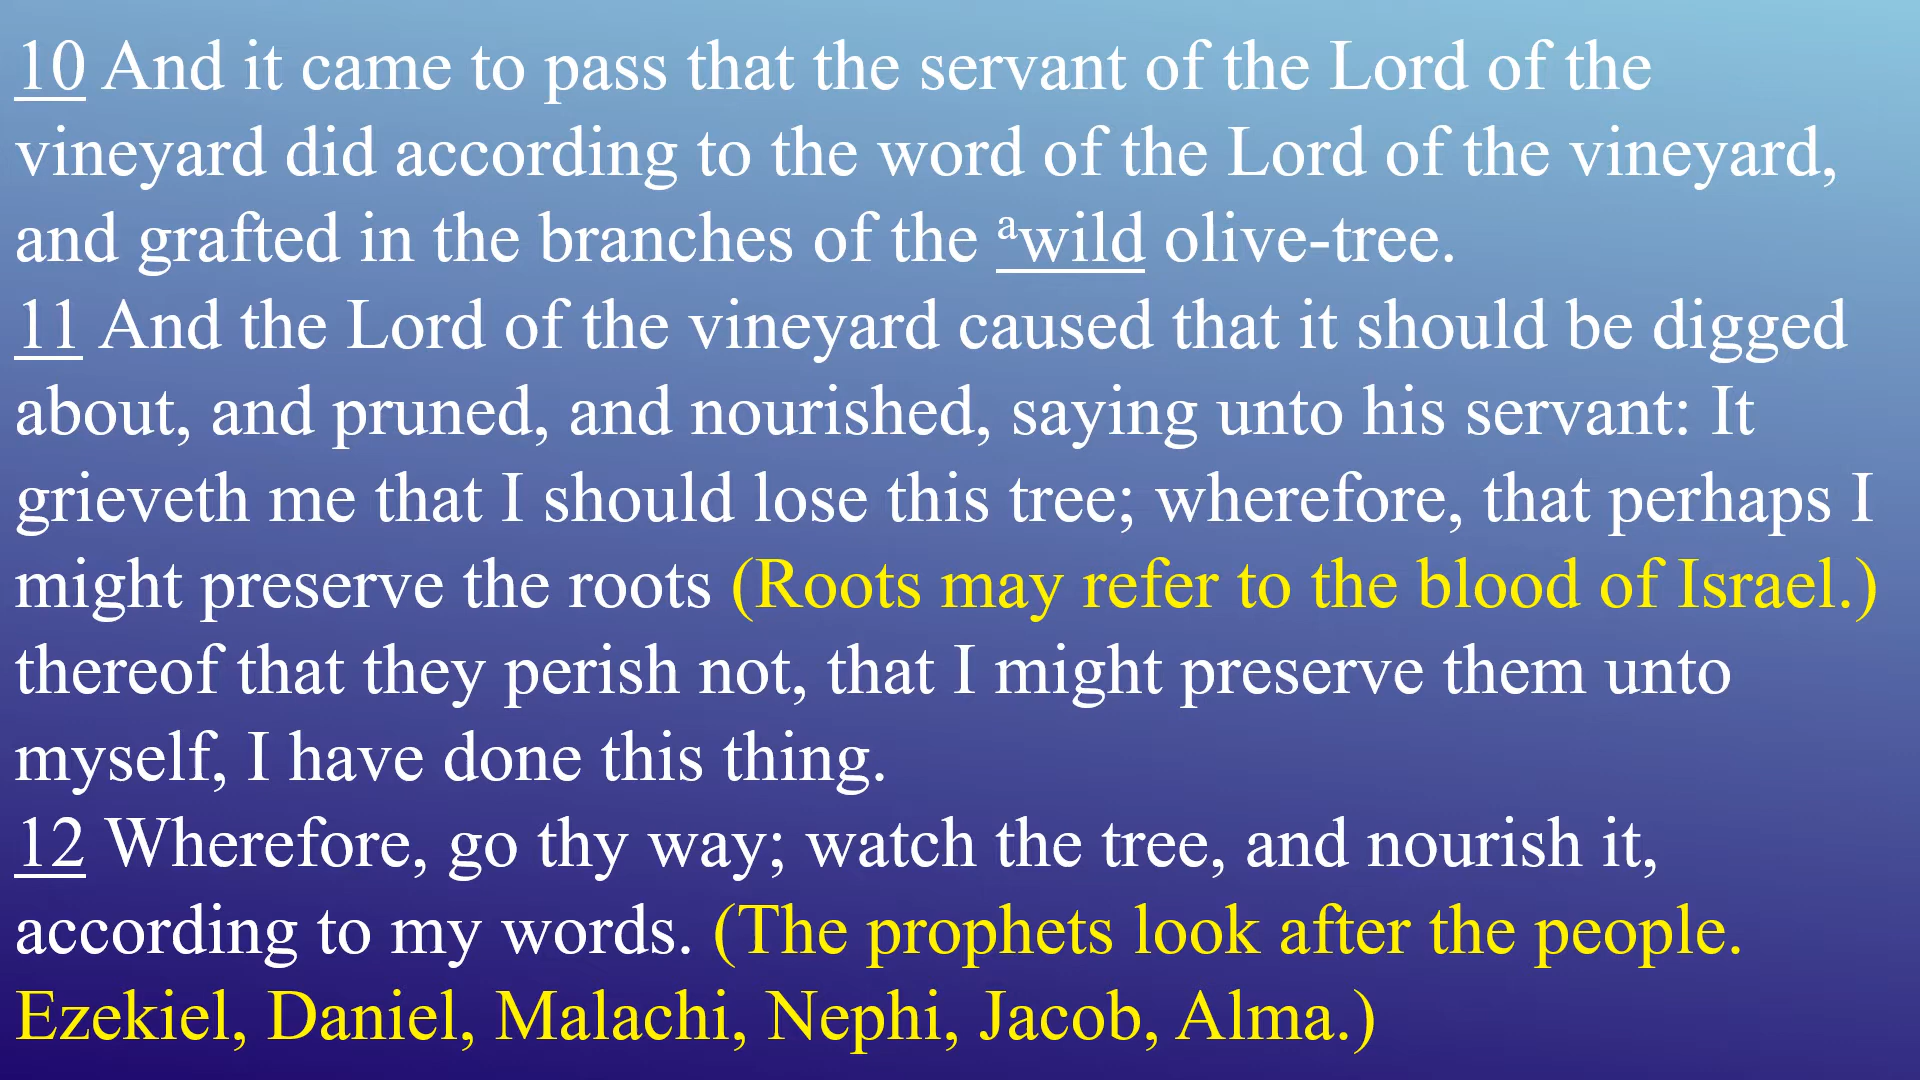 10 And it came to pass that the servant of the Lord of the
vineyard did according to the word of the Lord of the vineyard,
and grafted in the branches of the ᵃwild olive-tree.
11 And the Lord of the vineyard caused that it should be digged
about, and pruned, and nourished, saying unto his servant: It
grieveth me that I should lose this tree; wherefore, that perhaps I
might preserve the roots (Roots may refer to the blood of Israel.)
thereof that they perish not, that I might preserve them unto
myself, I have done this thing.
12 Wherefore, go thy way; watch the tree, and nourish it,
according to my words. (The prophets look after the people.
Ezekiel, Daniel, Malachi, Nephi, Jacob, Alma.)